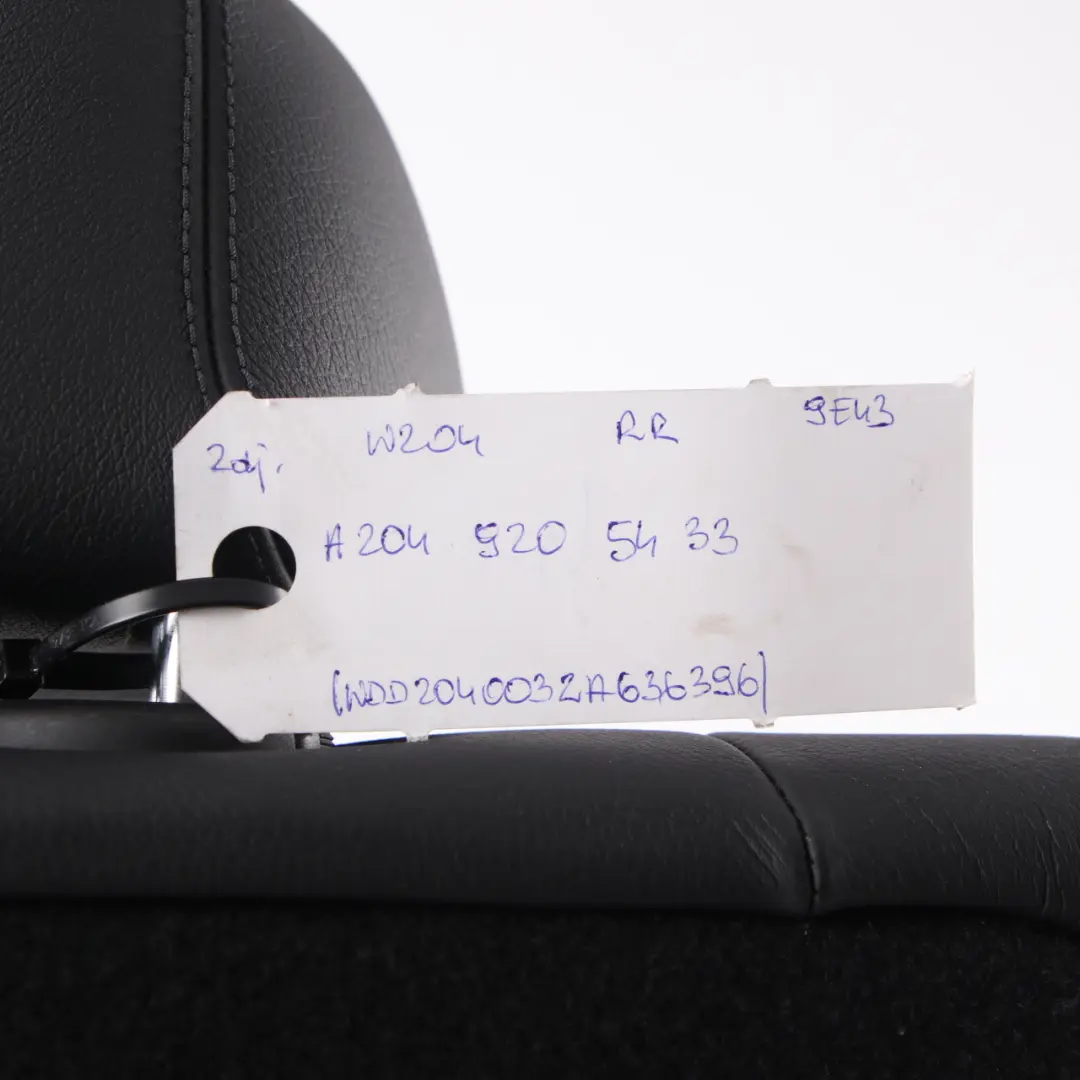 2dj. W204 RR 9E43
A 204 920 54 33
(WDD2040032A636396)